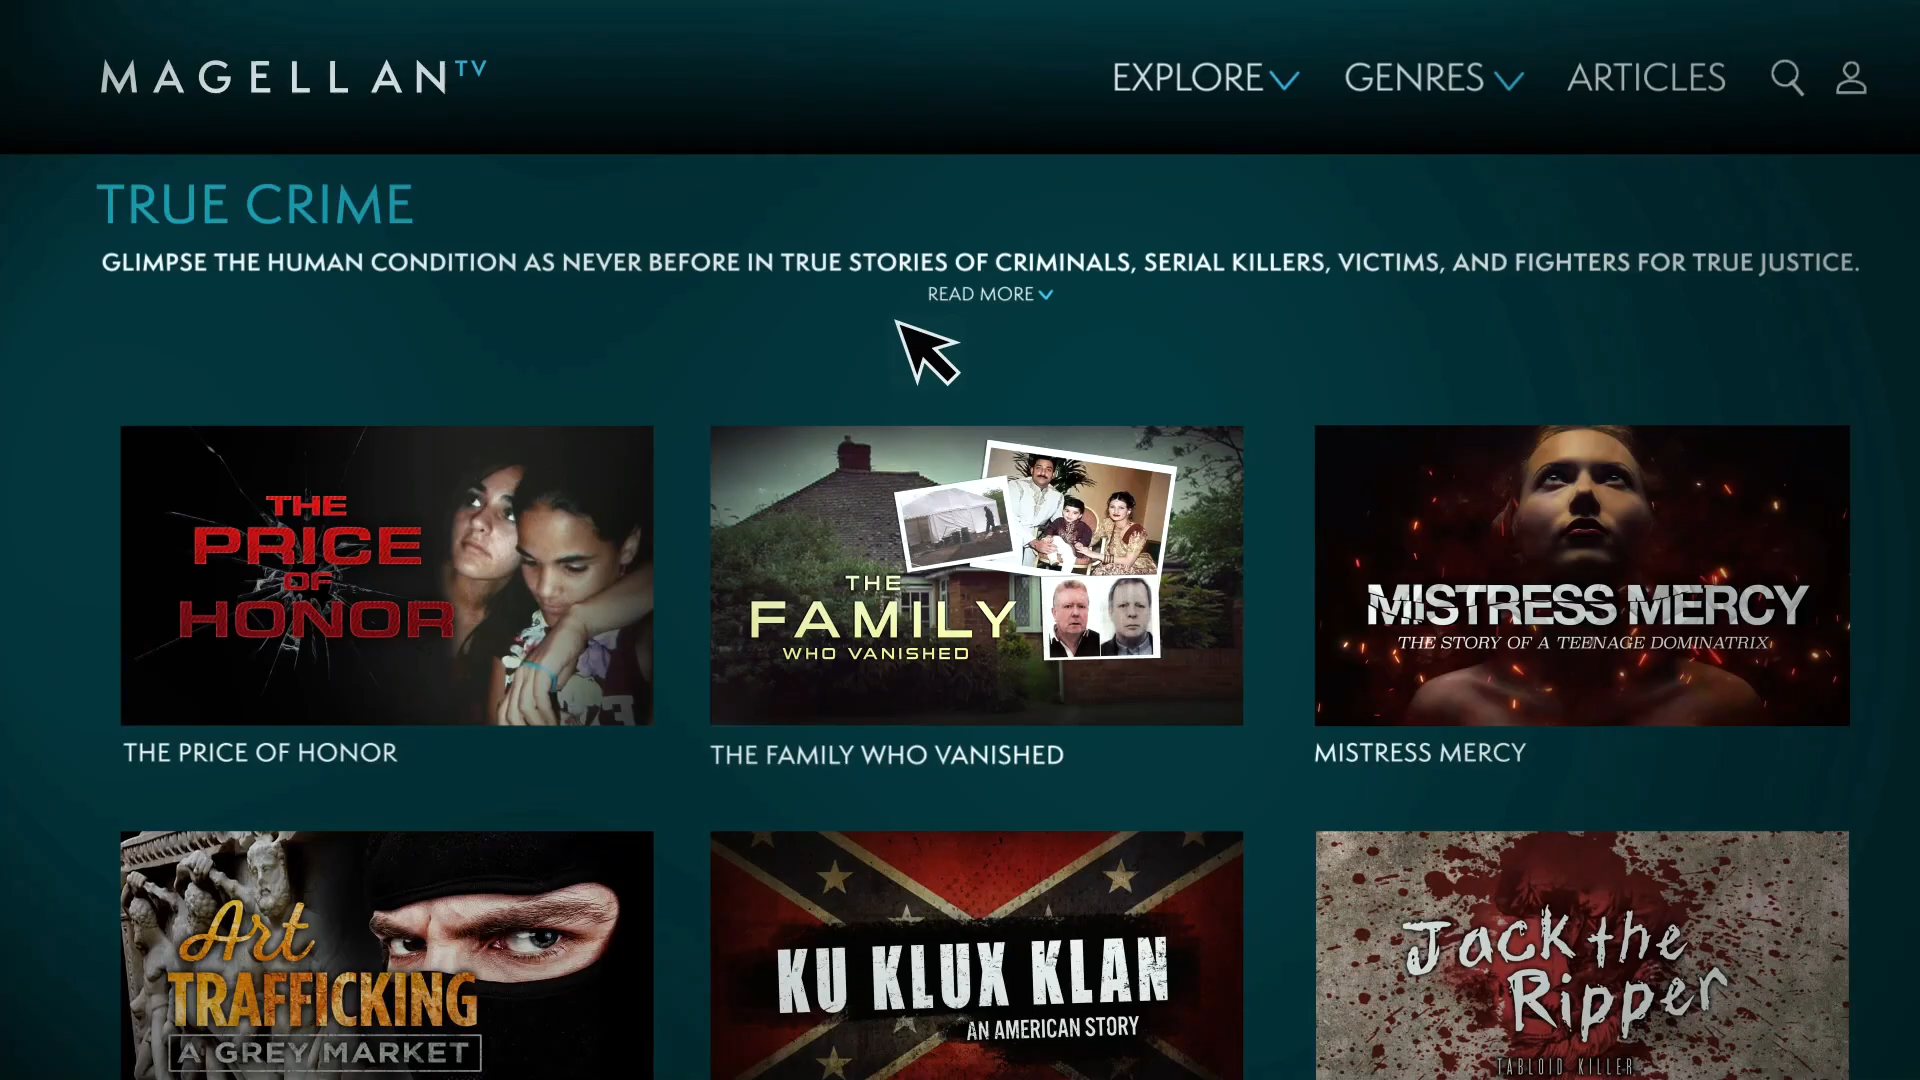 MAGELLAN TV
EXPLORE GENRES ARTICLES
TRUE CRIME
GLIMPSE THE HUMAN CONDITION AS NEVER BEFORE IN TRUE STORIES OF CRIMINALS, SERIAL KILLERS, VICTIMS, AND FIGHTERS FOR TRUE JUSTICE.
READ MORE
THE
PRICE
OF
HONOR
THE PRICE OF HONOR
THE
FAMILY
WHO VANISHED
THE FAMILY WHO VANISHED
MISTRESS MERCY
THE STORY OF A TEENAGE DOMINATRIX
MISTRESS MERCY
Art
TRAFFICKING
A GREY MARKET
KU KLUX KLAN
AN AMERICAN STORY
Jack the
Ripper
TABLOID KILLER